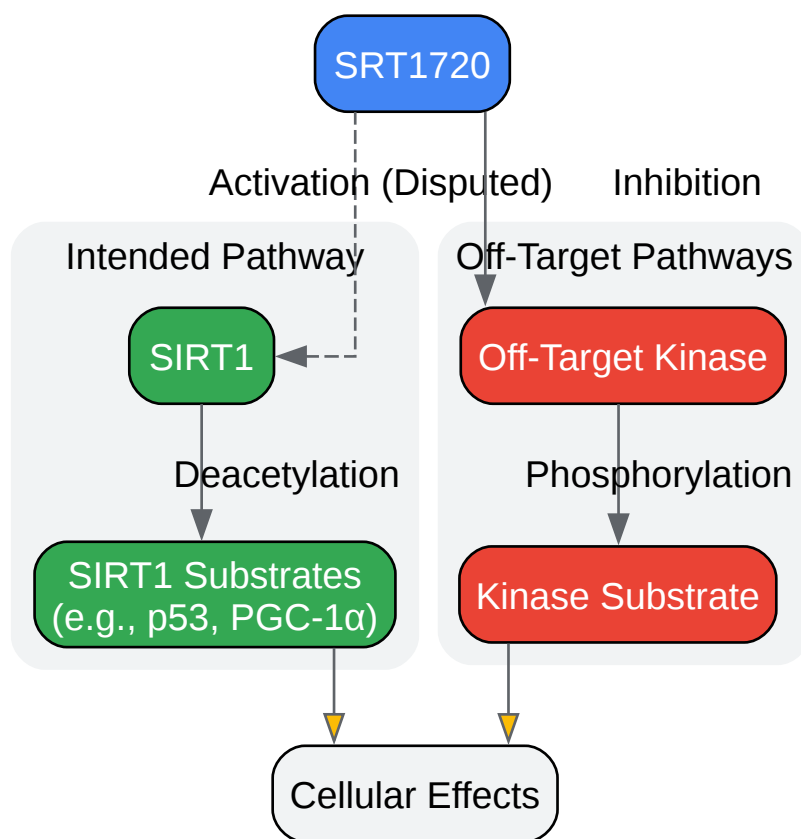 SRT1720
Activation (Disputed)
Inhibition
Intended Pathway
Off-Target Pathways
SIRT1
Off-Target Kinase
Deacetylation
Phosphorylation
SIRT1 Substrates
(e.g., p53, PGC-1α)
Kinase Substrate
Cellular Effects